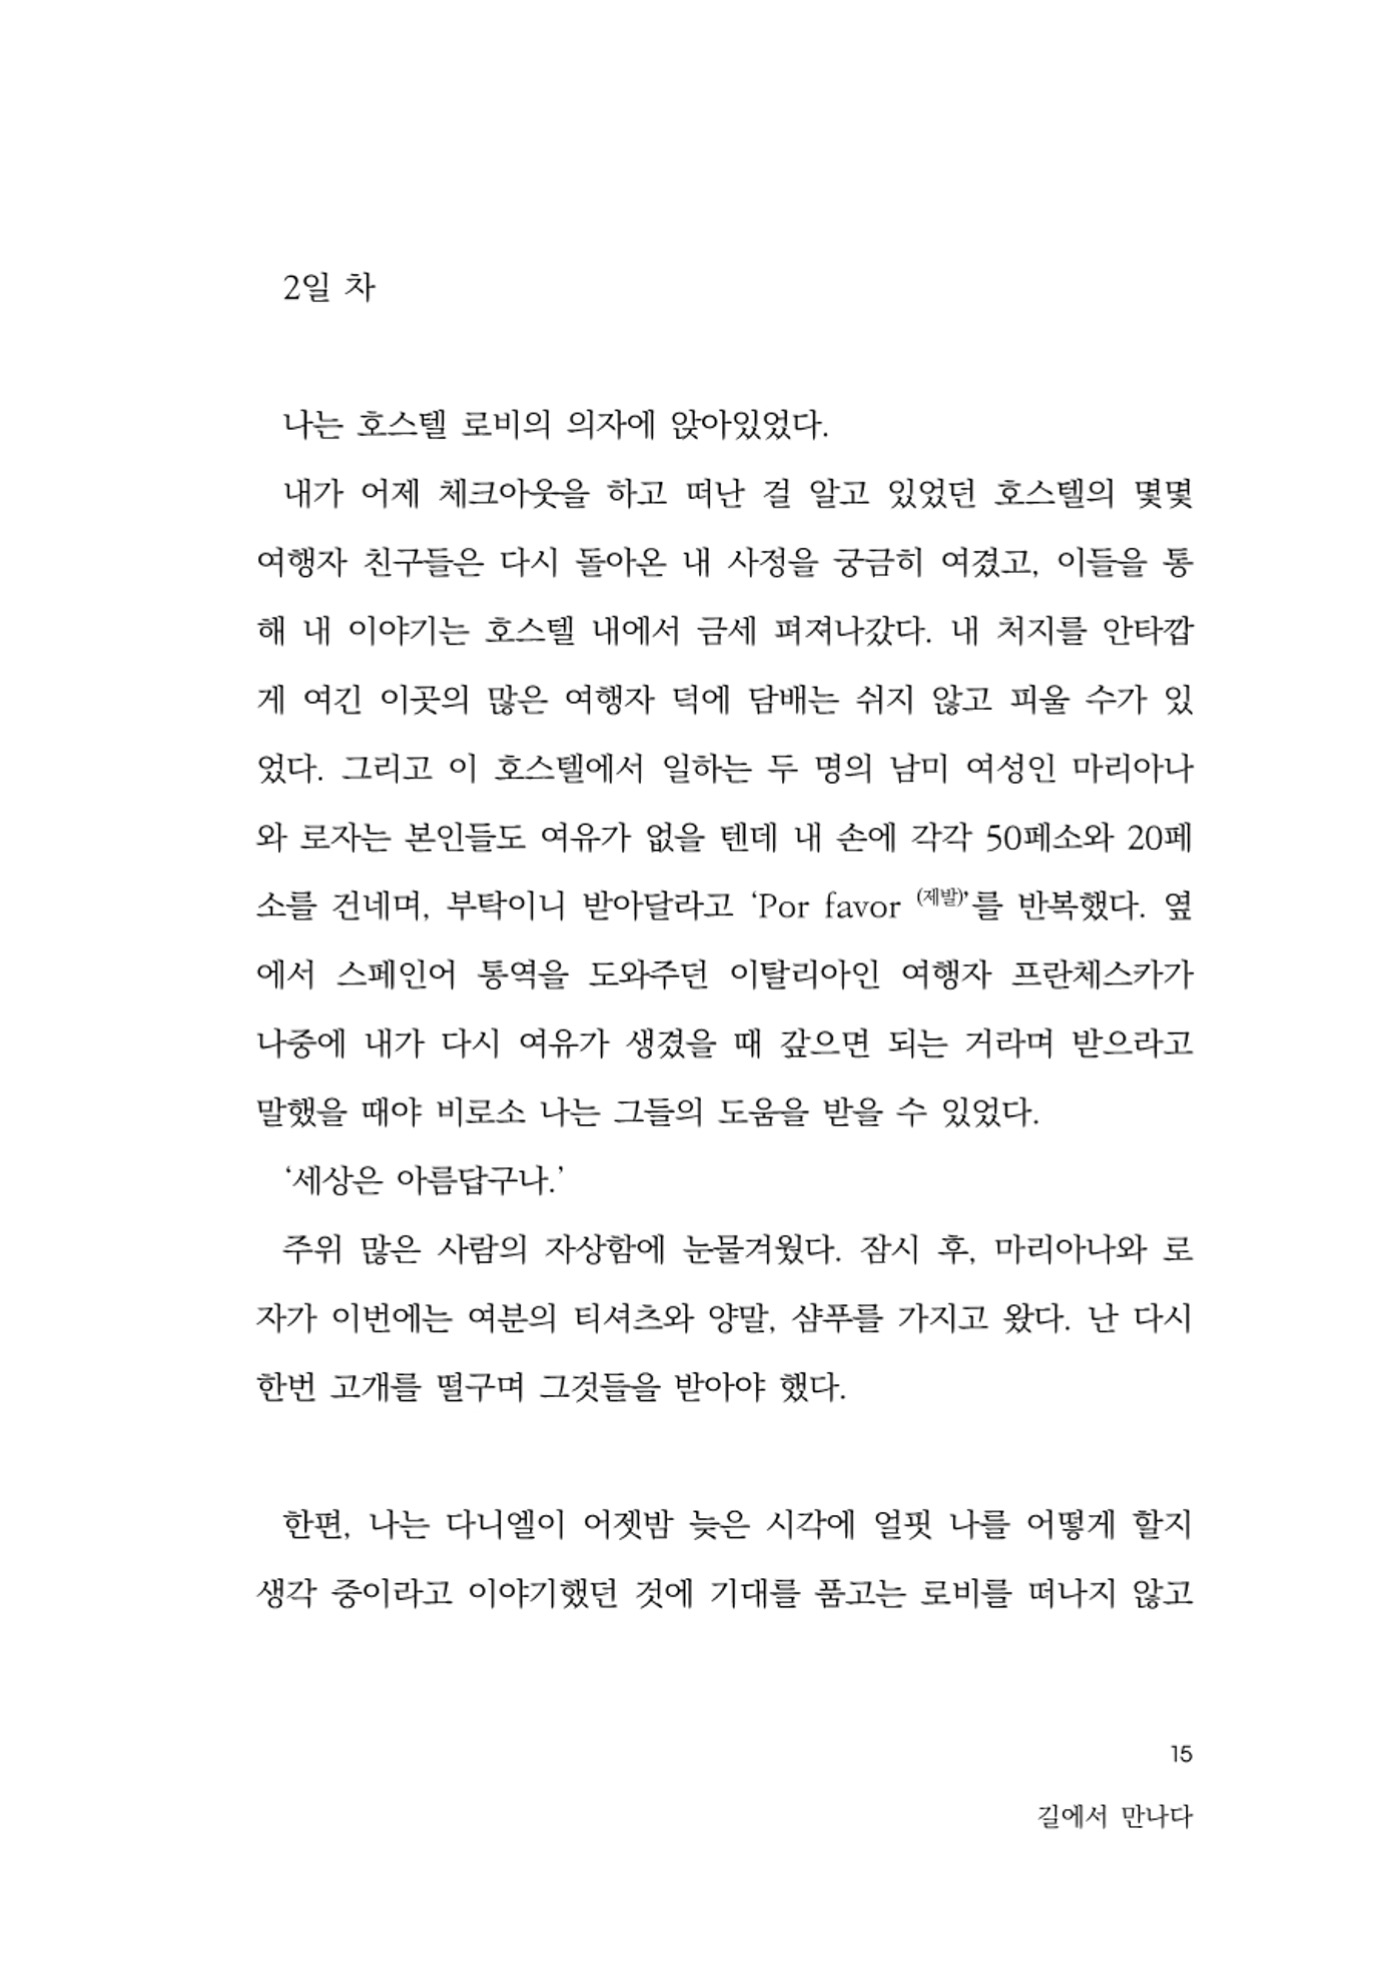 2일 차
나는 호스텔 로비의 의자에 앉아있었다.
내가 어제 체크아웃을 하고 떠난 걸 알고 있었던 호스텔의 몇몇
여행자 친구들은 다시 돌아온 내 사정을 궁금히 여겼고, 이들을 통
해 내 이야기는 호스텔 내에서 금세 펴져나갔다. 내 처지를 안타깝
게 여긴 이곳의 많은 여행자 덕에 담배는 쉬지 않고 피울 수가 있
었다. 그리고 이 호스텔에서 일하는 두 명의 남미 여성인 마리아나
와 로자는 본인들도 여유가 없을 텐데 내 손에 각각 50페소와 20페
소를 건네며, 부탁이니 받아달라고 ‘Por favor (제발)’를 반복했다. 옆
에서 스페인어 통역을 도와주던 이탈리아인 여행자 프란체스카가
나중에 내가 다시 여유가 생겼을 때 갚으면 되는 거라며 받으라고
말했을 때야 비로소 나는 그들의 도움을 받을 수 있었다.
‘세상은 아름답구나.’
주위 많은 사람의 자상함에 눈물겨웠다. 잠시 후, 마리아나와 로
자가 이번에는 여분의 티셔츠와 양말, 샴푸를 가지고 왔다. 난 다시
한번 고개를 떨구며 그것들을 받아야 했다.
한편, 나는 다니엘이 어젯밤 늦은 시각에 얼핏 나를 어떻게 할지
생각 중이라고 이야기했던 것에 기대를 품고는 로비를 떠나지 않고
15
길에서 만나다